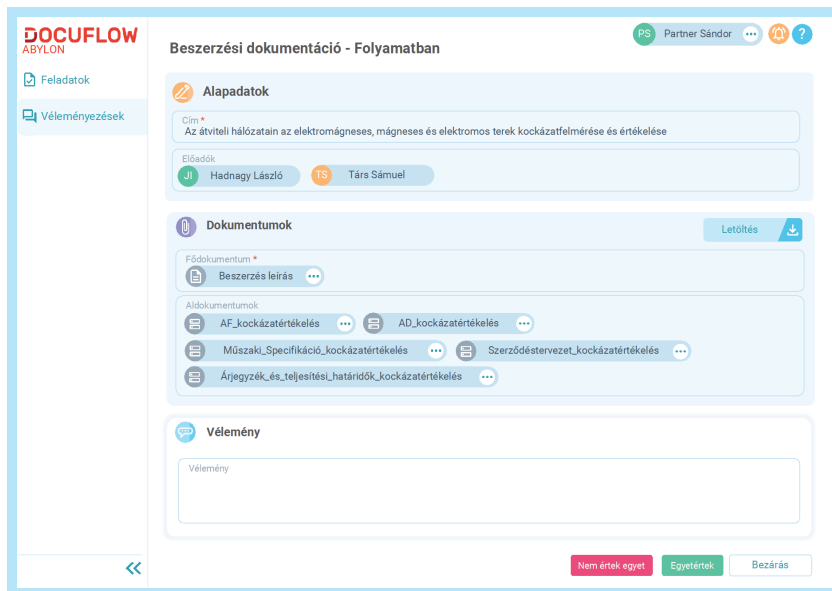 DOCUFLOW
ABYLON
Feladatok
Véleményezések
Beszerzési dokumentáció - Folyamatban
PS Partner Sándor ... ?
Alapadatok
Cím *
Az átviteli hálózatain az elektromágneses, mágneses és elektromos terek kockázatfelmérése és értékelése
Előadók
JI Hadnagy László TS Társ Sámuel
Dokumentumok
Letöltés
Fődokumentum *
Beszerzés leírás ...
Aldokumentumok
AF_kockázatértékelés ... AD_kockázatértékelés ...
Műszaki_Specifikáció_kockázatértékelés ... Szerződéstervezet_kockázatértékelés ...
Árjegyzék_és_teljesítési_határidők_kockázatértékelés ...
Vélemény
Vélemény
Nem értek egyet Egyetértek Bezárás